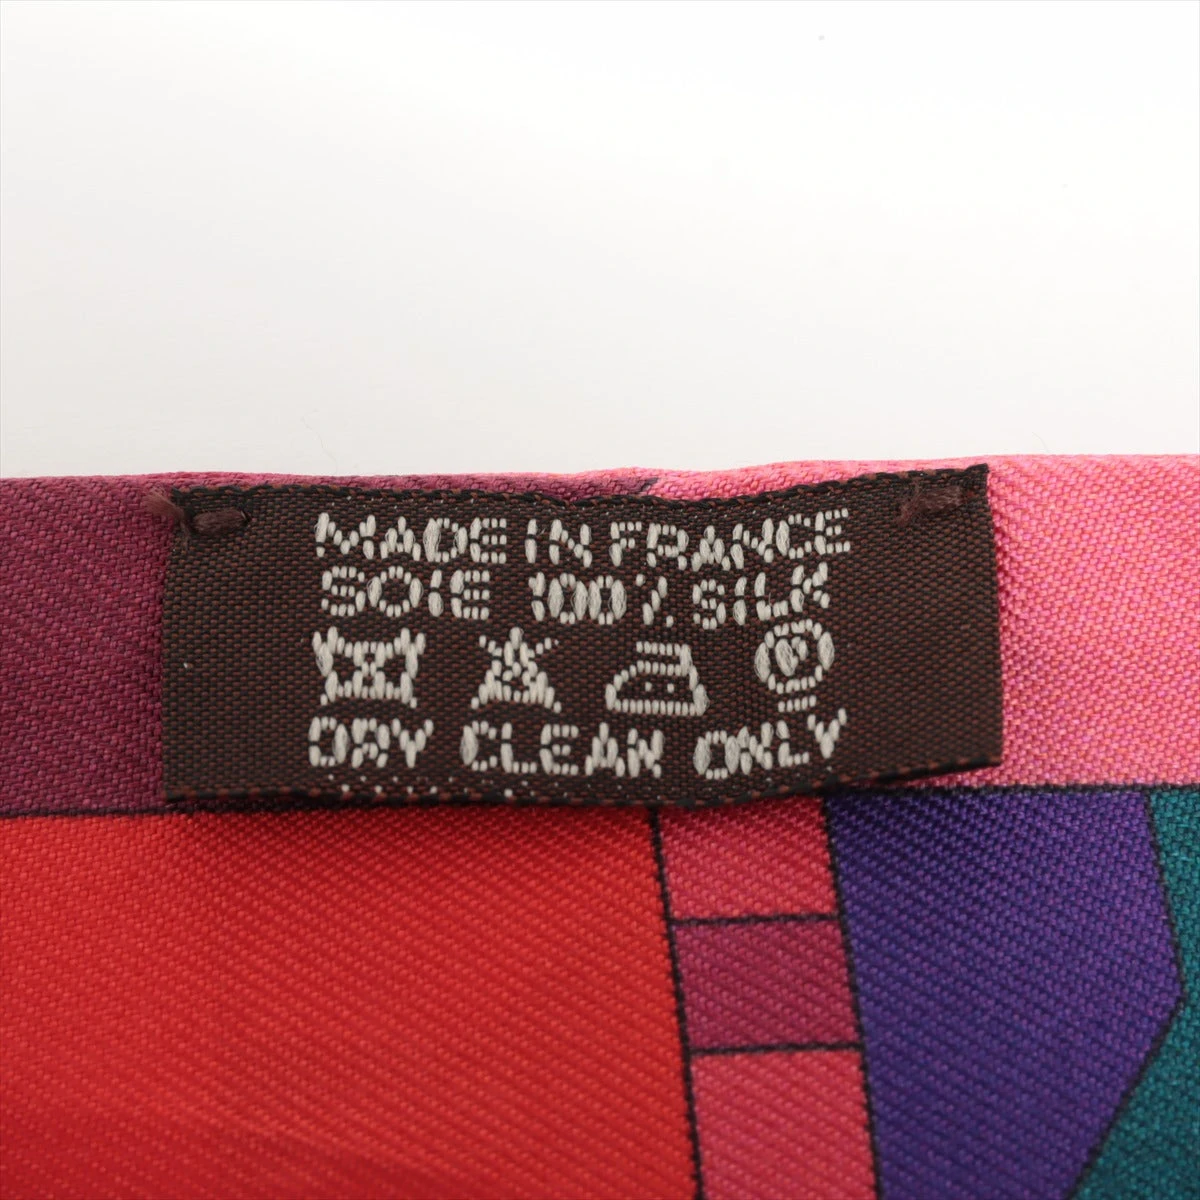 MADE IN FRANCE
SOIE 100% SILK
P
DRY CLEAN ONLY